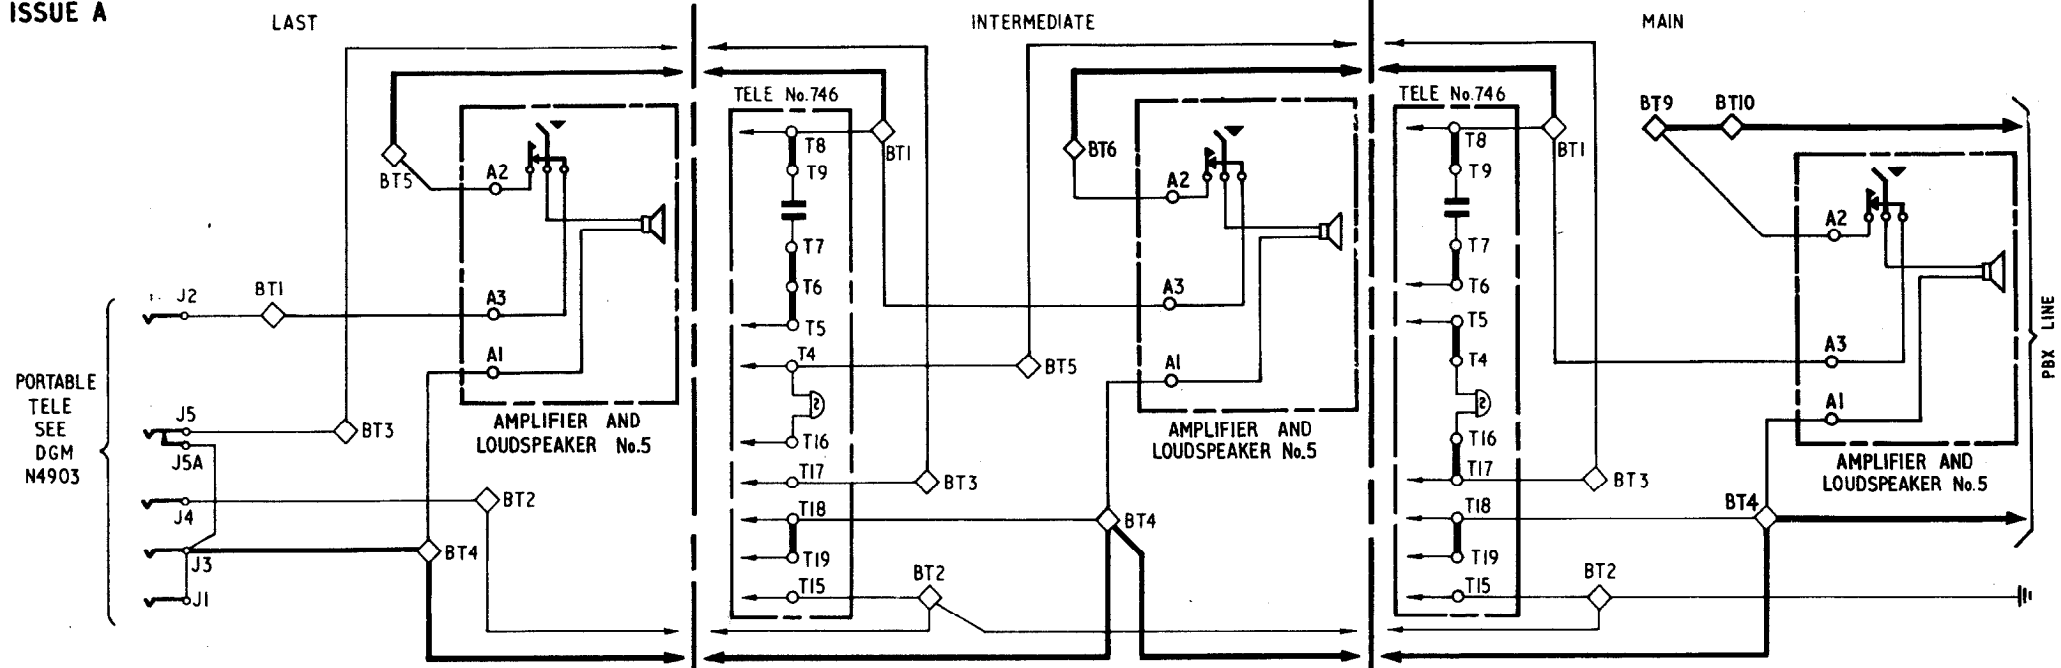 ISSUE A
LAST
INTERMEDIATE
MAIN
BT5
A2
A3
A1
AMPLIFIER AND
LOUDSPEAKER No.5
J2
BT1
PORTABLE
TELE
SEE
DGM
N4903
J5
J5A
BT3
J4
BT2
J3
BT4
J1
TELE No.746
T8
T9
T7
T6
T5
T4
T16
T17
T18
T19
T15
BT1
BT3
BT2
BT5
BT4
BT6
A2
A3
A1
AMPLIFIER AND
LOUDSPEAKER No.5
TELE No.746
T8
T9
T7
T6
T5
T4
T16
T17
T18
T19
T15
BT1
BT3
BT2
BT9
BT10
A2
A3
A1
AMPLIFIER AND
LOUDSPEAKER No.5
BT4
PBX LINE